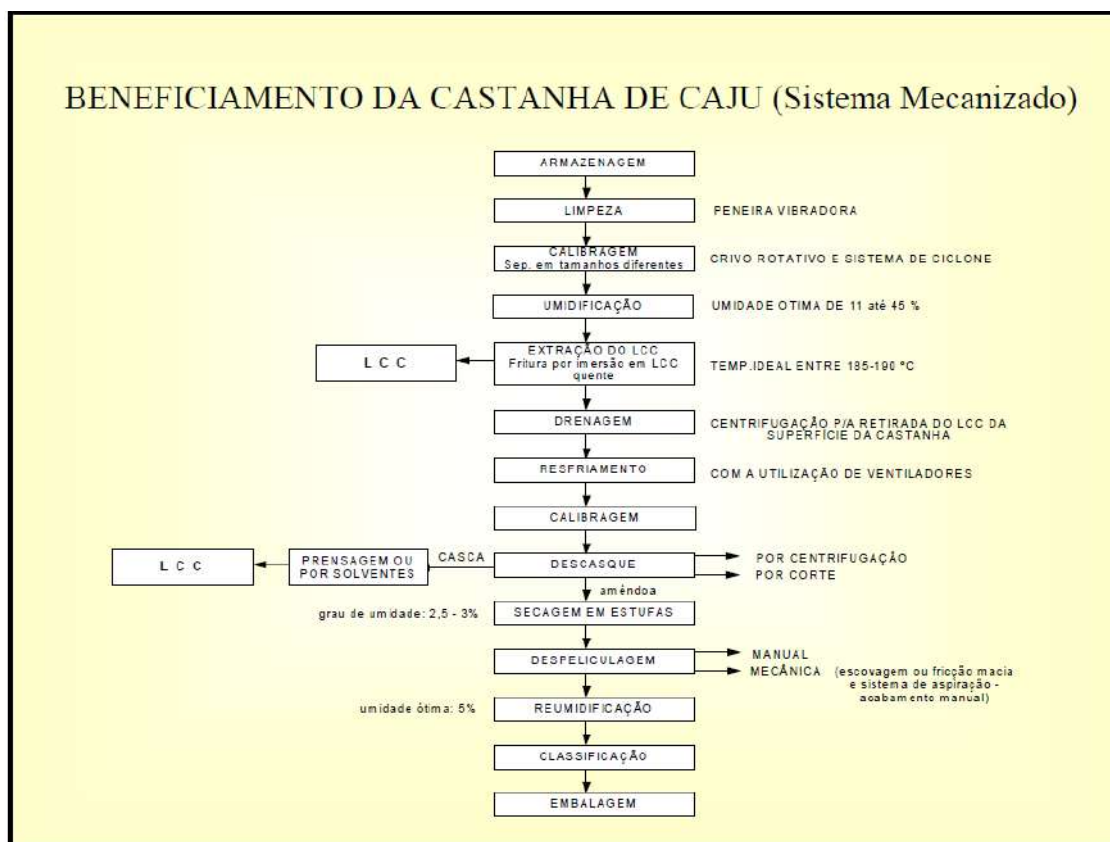 BENEFICIAMENTO DA CASTANHA DE CAJU (Sistema Mecanizado)
ARMAZENAGEM
LIMPEZA
PENEIRA VIBRADORA
CALIBRAGEM
Sep. em tamanhos diferentes
CRIVO ROTATIVO E SISTEMA DE CICLONE
UMIDIFICAÇÃO
UMIDADE OTIMA DE 11 até 45 %
L C C
EXTRAÇÃO DO LCC
Fritura por imersão em LCC
quente
TEMP.IDEAL ENTRE 185-190 °C
DRENAGEM
CENTRIFUGAÇÃO P/A RETIRADA DO LCC DA
SUPERFÍCIE DA CASTANHA
RESFRIAMENTO
COM A UTILIZAÇÃO DE VENTILADORES
CALIBRAGEM
L C C
PRENSAGEM OU
POR SOLVENTES
CASCA
DESCASQUE
POR CENTRIFUGAÇÃO
POR CORTE
amêndoa
grau de umidade: 2,5 - 3%
SECAGEM EM ESTUFAS
DESPELICULAGEM
MANUAL
MECÂNICA (escovagem ou fricção macia
e sistema de aspiração -
acabamento manual)
umidade ótima: 5%
REUMIDIFICAÇÃO
CLASSIFICAÇÃO
EMBALAGEM